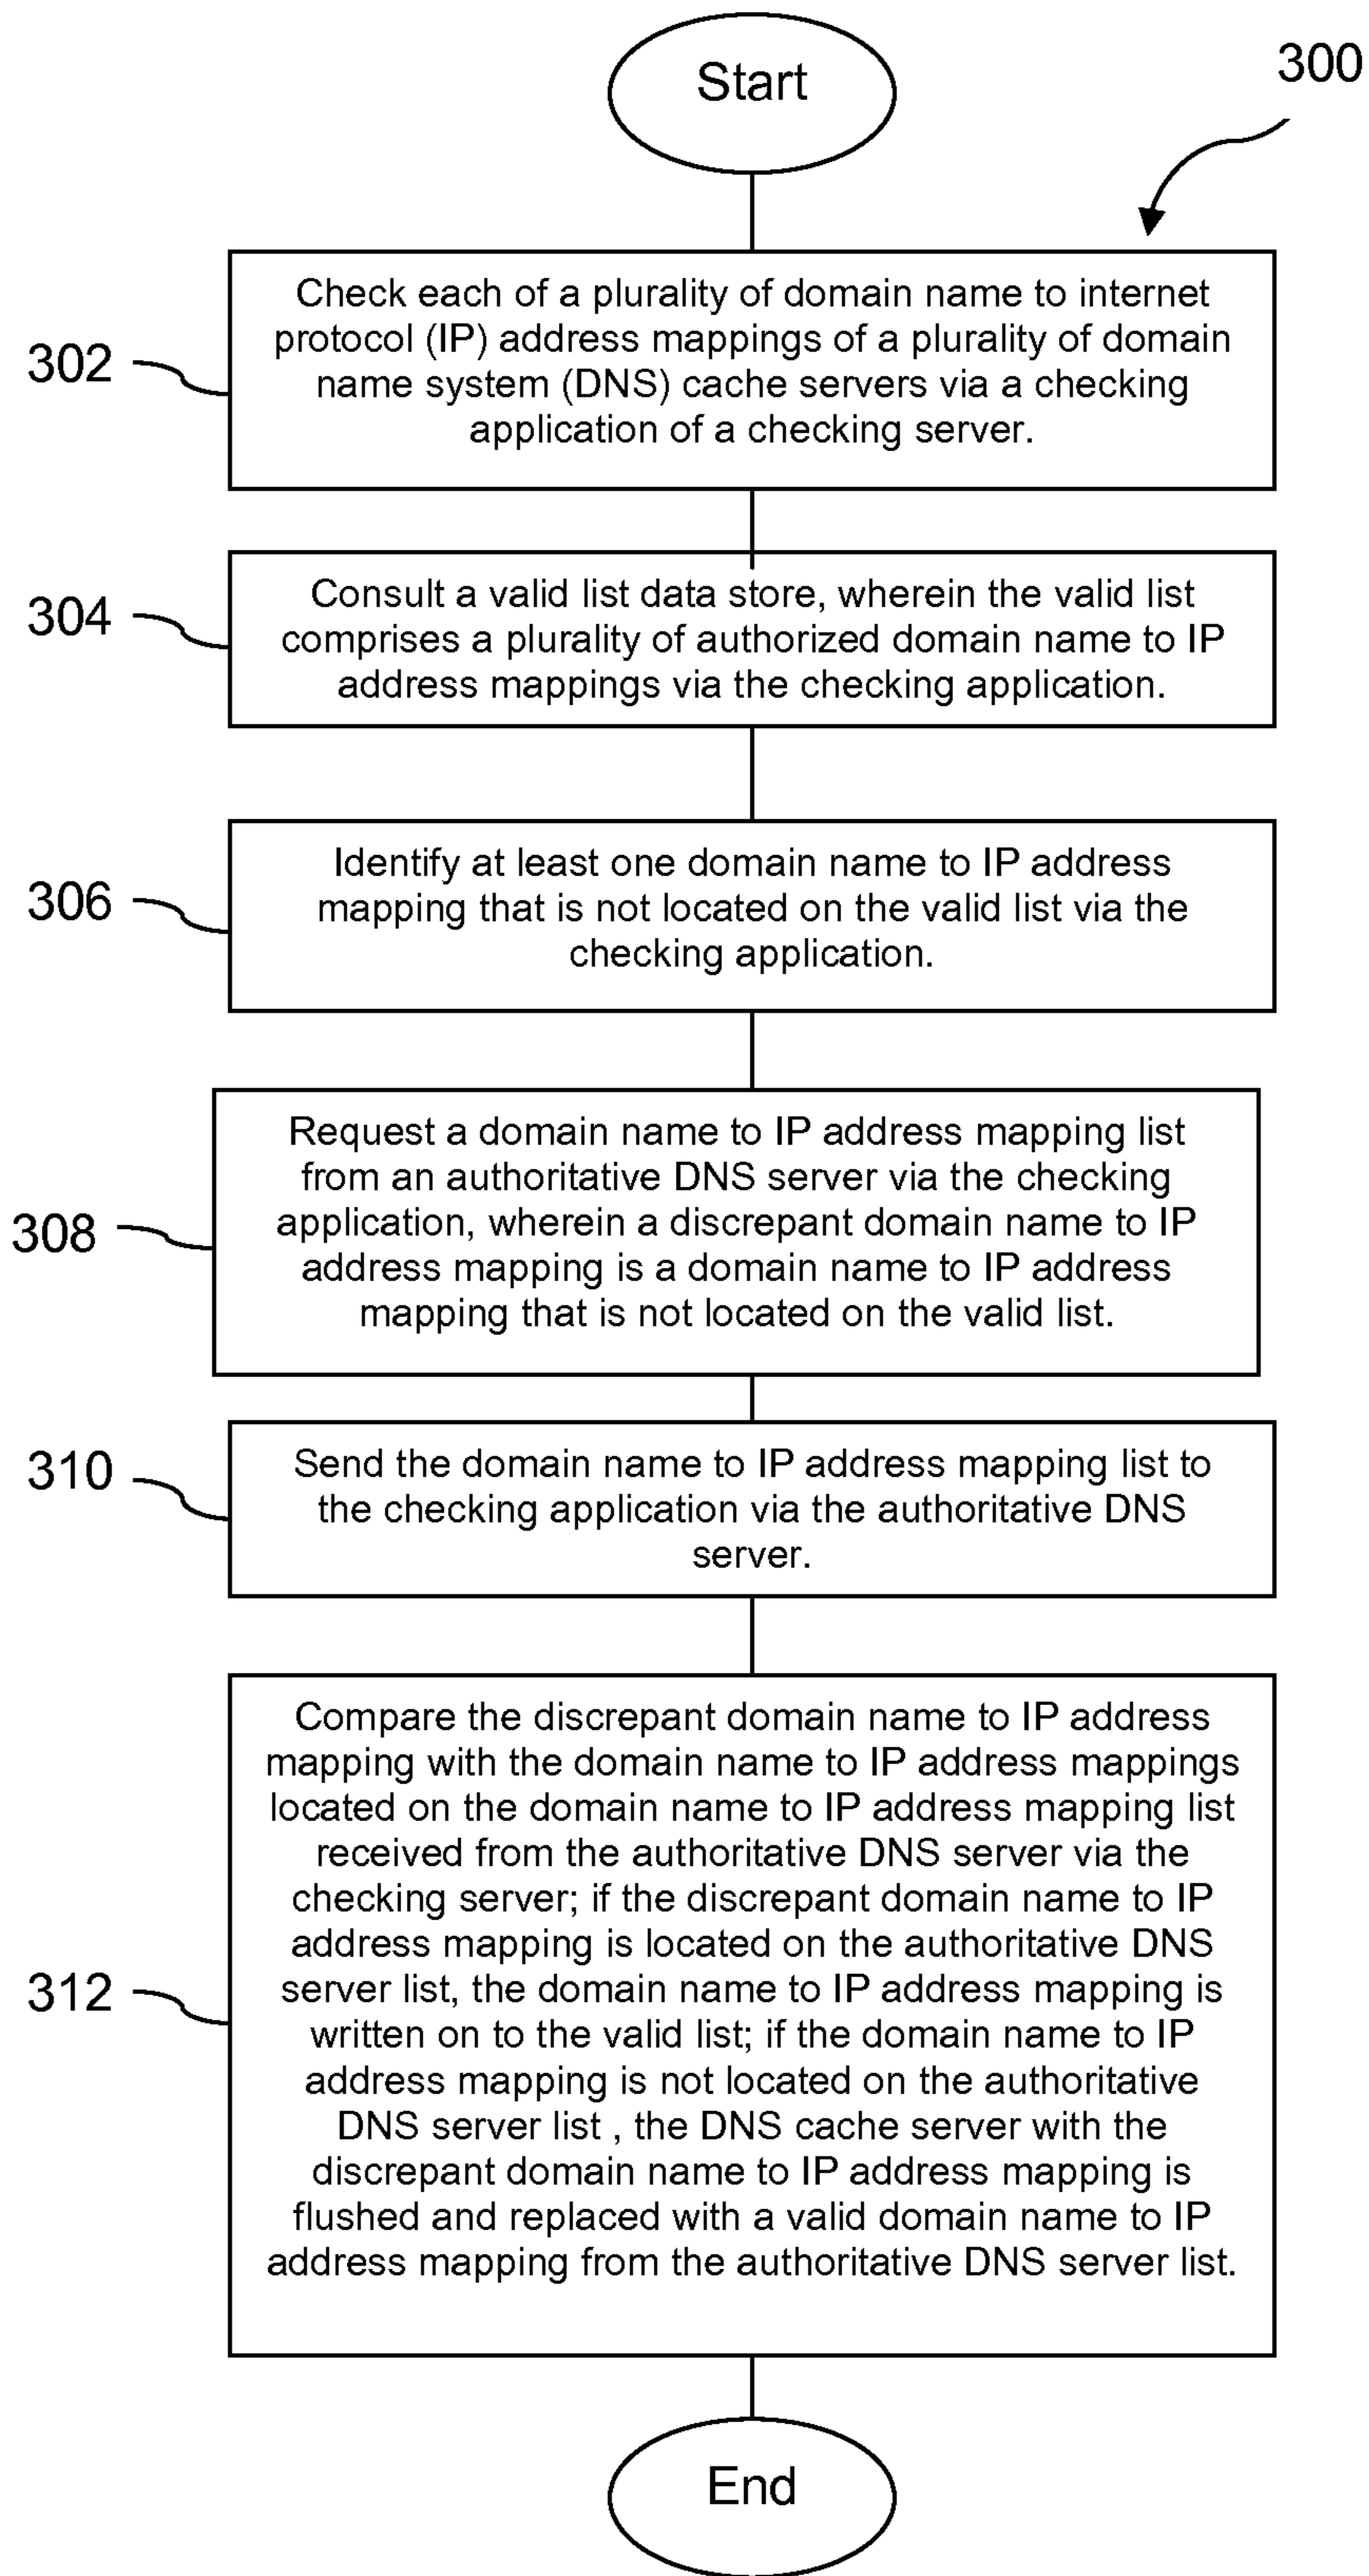 Start
300
Check each of a plurality of domain name to internet
protocol (IP) address mappings of a plurality of domain
name system (DNS) cache servers via a checking
application of a checking server.
302
Consult a valid list data store, wherein the valid list
comprises a plurality of authorized domain name to IP
address mappings via the checking application.
304
Identify at least one domain name to IP address
mapping that is not located on the valid list via the
checking application.
306
Request a domain name to IP address mapping list
from an authoritative DNS server via the checking
application, wherein a discrepant domain name to IP
address mapping is a domain name to IP address
mapping that is not located on the valid list.
308
Send the domain name to IP address mapping list to
the checking application via the authoritative DNS
server.
310
Compare the discrepant domain name to IP address
mapping with the domain name to IP address mappings
located on the domain name to IP address mapping list
received from the authoritative DNS server via the
checking server; if the discrepant domain name to IP
address mapping is located on the authoritative DNS
server list, the domain name to IP address mapping is
written on to the valid list; if the domain name to IP
address mapping is not located on the authoritative
DNS server list , the DNS cache server with the
discrepant domain name to IP address mapping is
flushed and replaced with a valid domain name to IP
address mapping from the authoritative DNS server list.
312
End